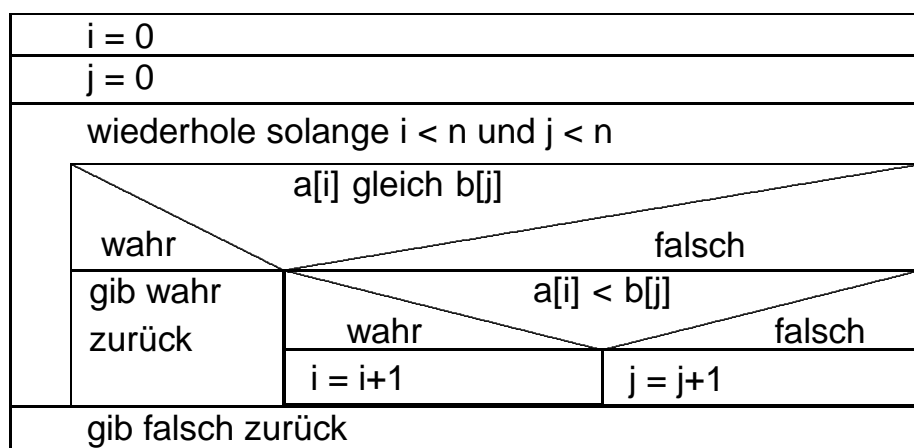 i = 0
j = 0
wiederhole solange i < n und j < n
a[i] gleich b[j]
wahr
falsch
gib wahr
zurück
a[i] < b[j]
wahr
falsch
i = i+1
j = j+1
gib falsch zurück